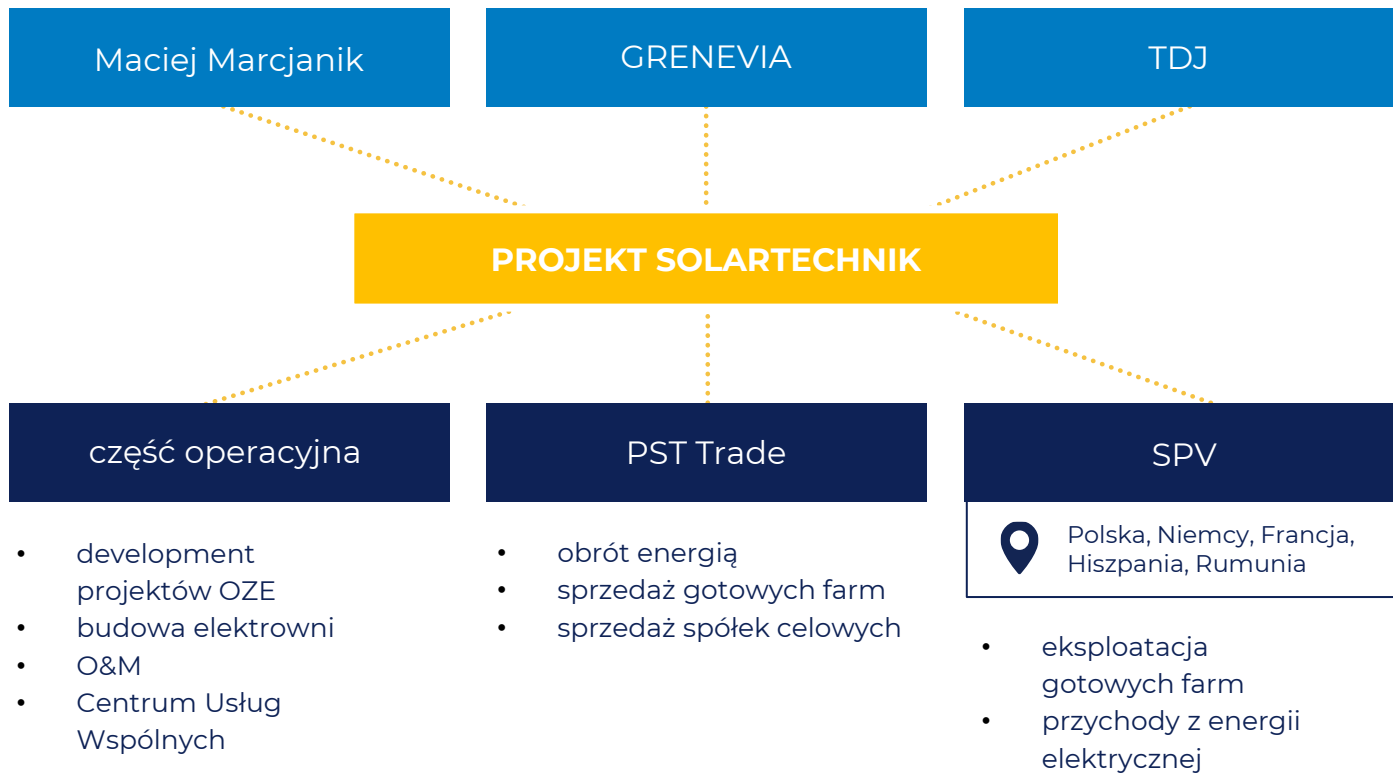 Maciej Marcjanik
GRENEVIA
TDJ
PROJEKT SOLARTECHNIK
część operacyjna
• development
projektów OZE
• budowa elektrowni
• O&M
• Centrum Usług
Wspólnych
PST Trade
• obrót energią
• sprzedaż gotowych farm
• sprzedaż spółek celowych
SPV
Polska, Niemcy, Francja,
Hiszpania, Rumunia
• eksploatacja
gotowych farm
• przychody z energii
elektrycznej